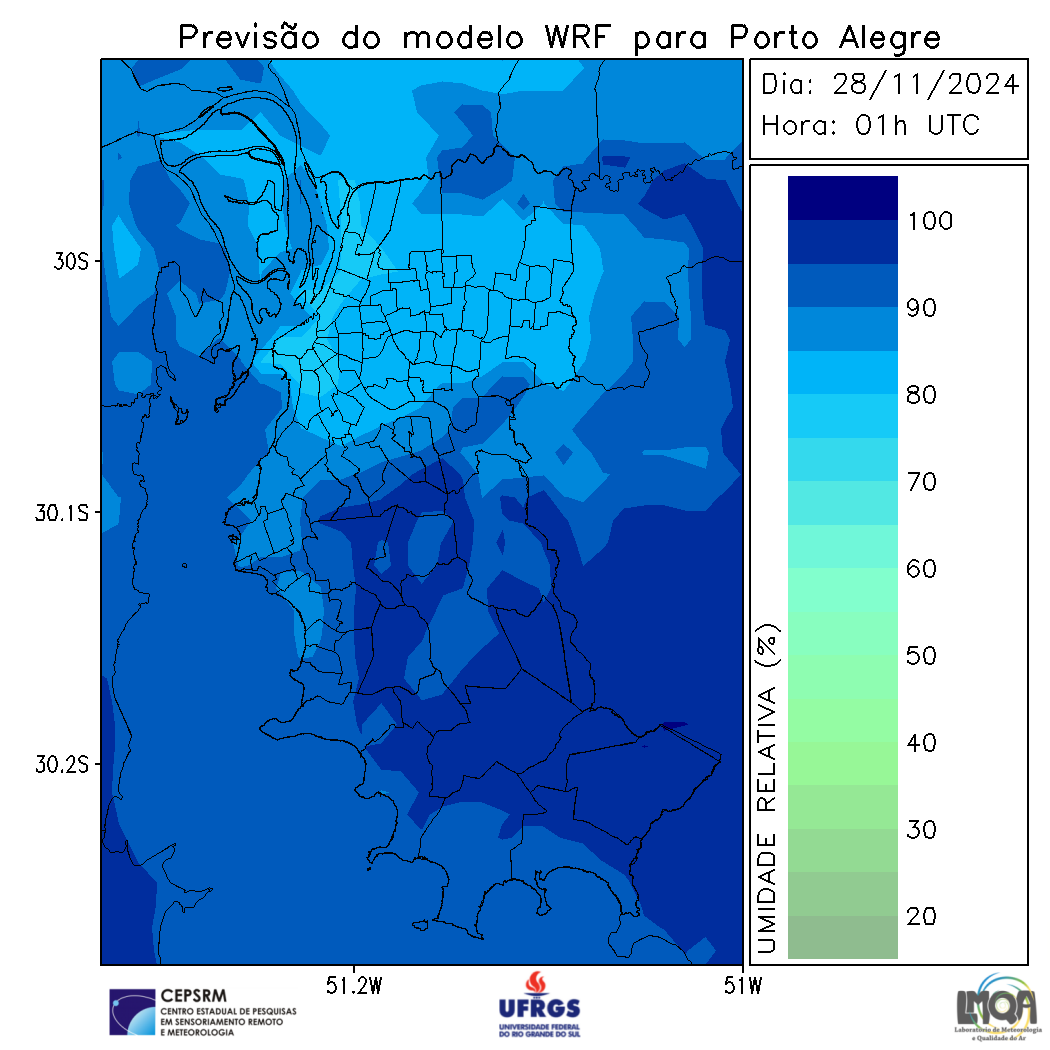 Previsão do modelo WRF para Porto Alegre
Dia: 28/11/2024
Hora: 01h UTC
30S
30.1S
30.2S
51.2W
51W
100
90
80
70
60
50
40
30
20
UMIDADE RELATIVA (%)
CEPSRM
CENTRO ESTADUAL DE PESQUISAS
EM SENSORIAMENTO REMOTO
E METEOROLOGIA
UFRGS
UNIVERSIDADE FEDERAL
DO RIO GRANDE DO SUL
LMQA
Laboratório de Meteorologia
e Qualidade do Ar